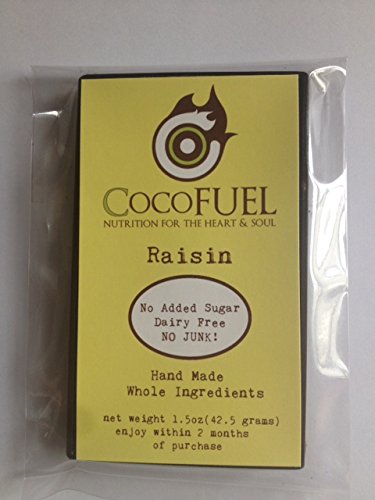 COCOFUEL
NUTRITION FOR THE HEART & SOUL
Raisin
No Added Sugar
Dairy Free
NO JUNK!
Hand Made
Whole Ingredients
net weight 1.5oz(42.5 grams)
enjoy within 2 months
of purchase